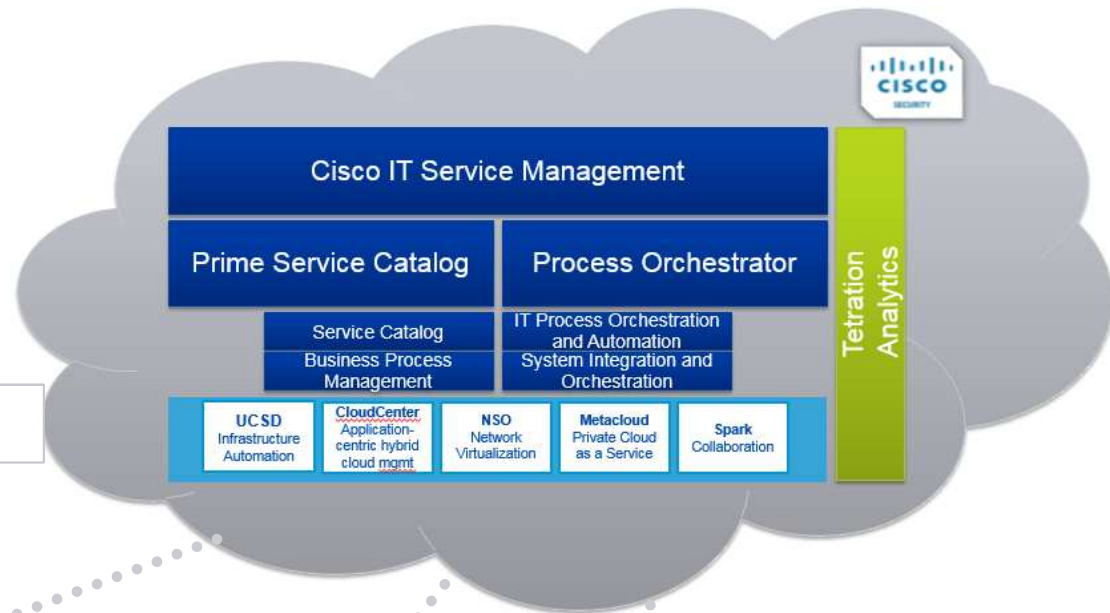 CISCO
SECURITY
Cisco IT Service Management
Prime Service Catalog
Process Orchestrator
Service Catalog
Business Process
Management
IT Process Orchestration
and Automation
System Integration and
Orchestration
UCSD
Infrastructure
Automation
CloudCenter
Application-
centric hybrid
cloud mgmt
NSO
Network
Virtualization
Metacloud
Private Cloud
as a Service
Spark
Collaboration
Tetration
Analytics